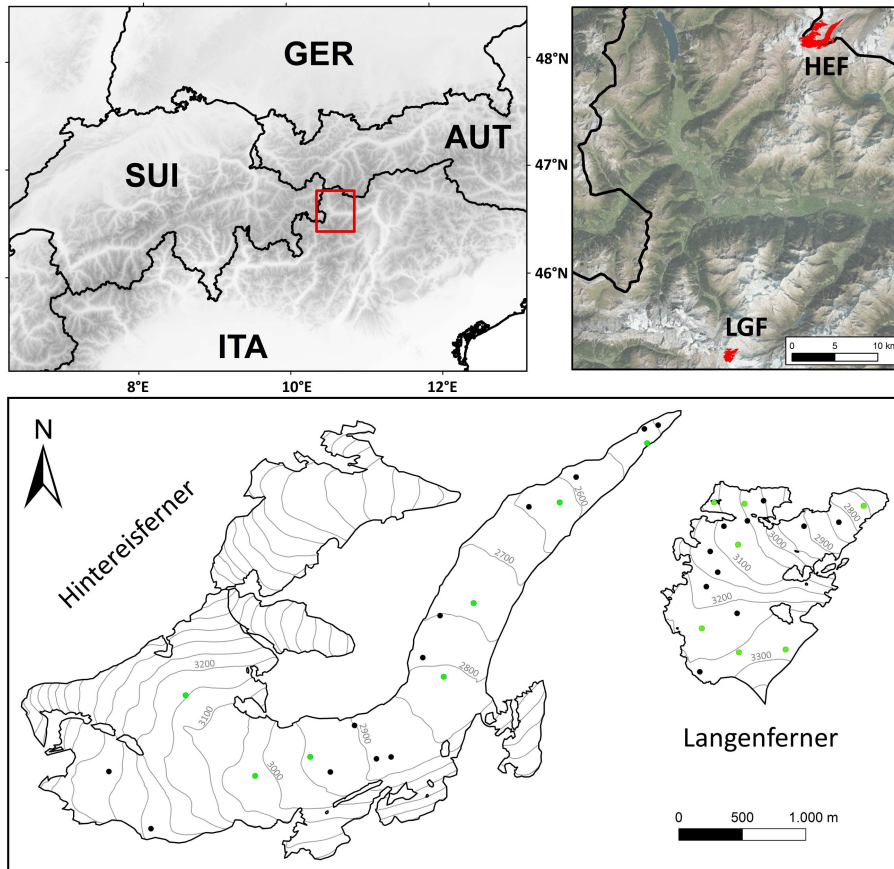 GER
AUT
SUI
ITA
48°N
47°N
46°N
8°E
10°E
12°E
HEF
LGF
0 5 10 km
N
Hintereisferner
2600
2700
2800
2900
3000
3100
3200
2800
2900
3000
3100
3200
3300
Langenferner
0 500 1.000 m